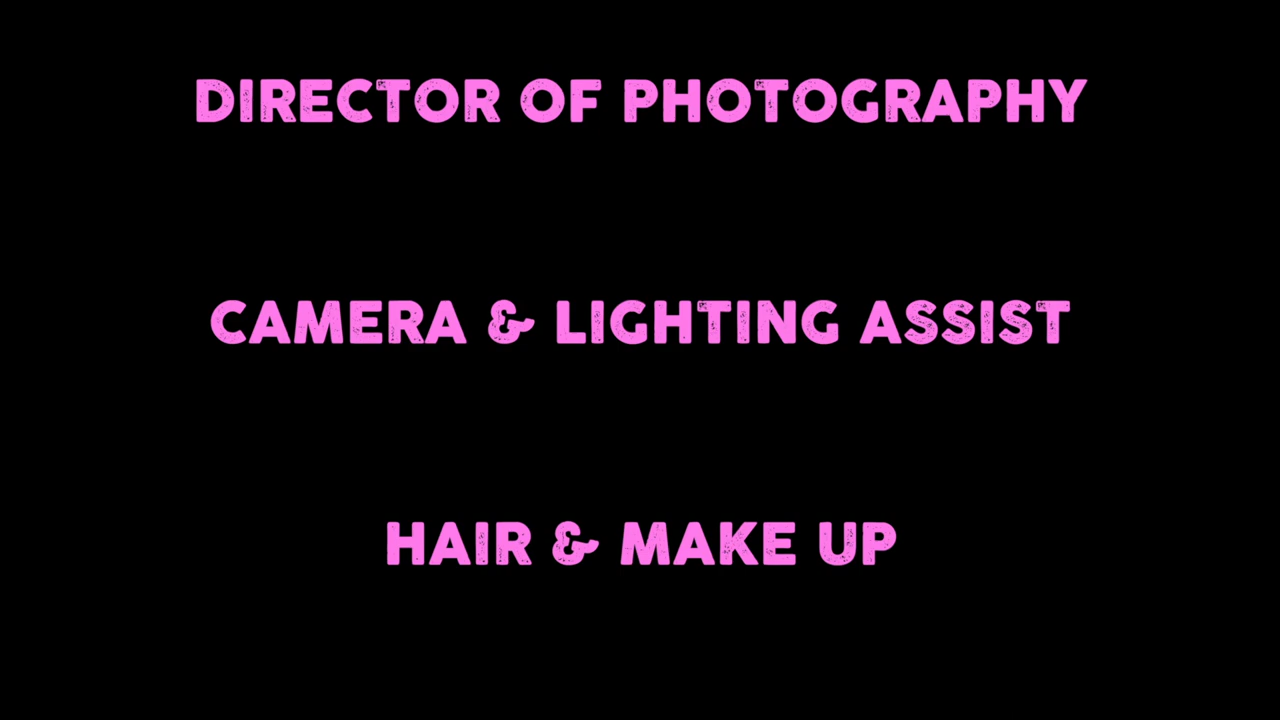 DIRECTOR OF PHOTOGRAPHY
CAMERA & LIGHTING ASSIST
HAIR & MAKE UP